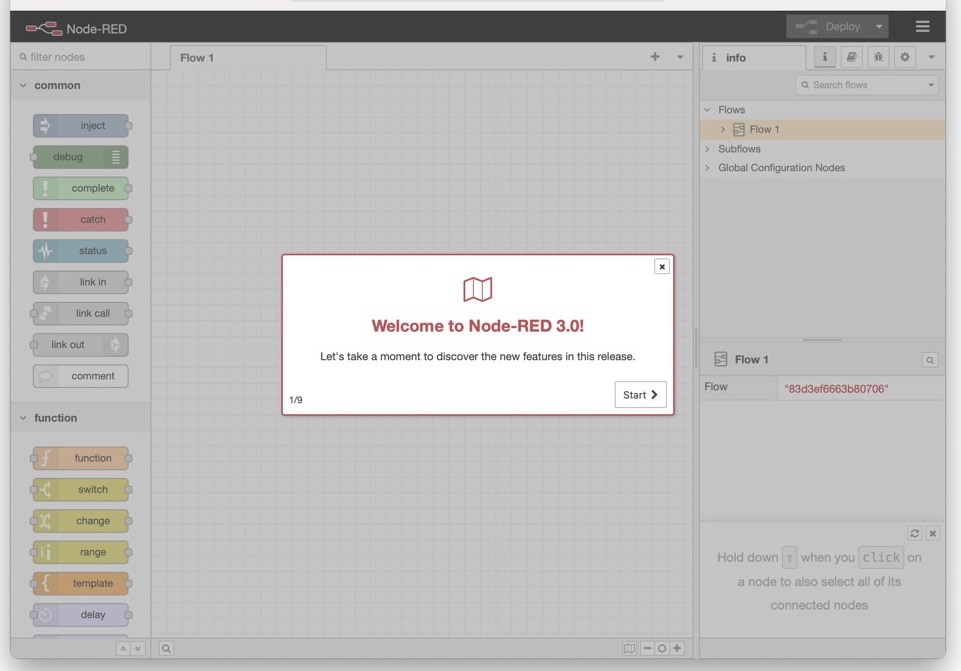 Node-RED
Deploy
filter nodes
Flow 1
info
i
common
Search flows
Flows
Flow 1
Subflows
Global Configuration Nodes
inject
debug
complete
catch
status
link in
link call
link out
comment
Welcome to Node-RED 3.0!
Let's take a moment to discover the new features in this release.
1/9
Start
Flow 1
Flow
"83d3ef6663b80706"
function
function
switch
change
range
template
delay
Hold down ⇧ when you click on
a node to also select all of its
connected nodes